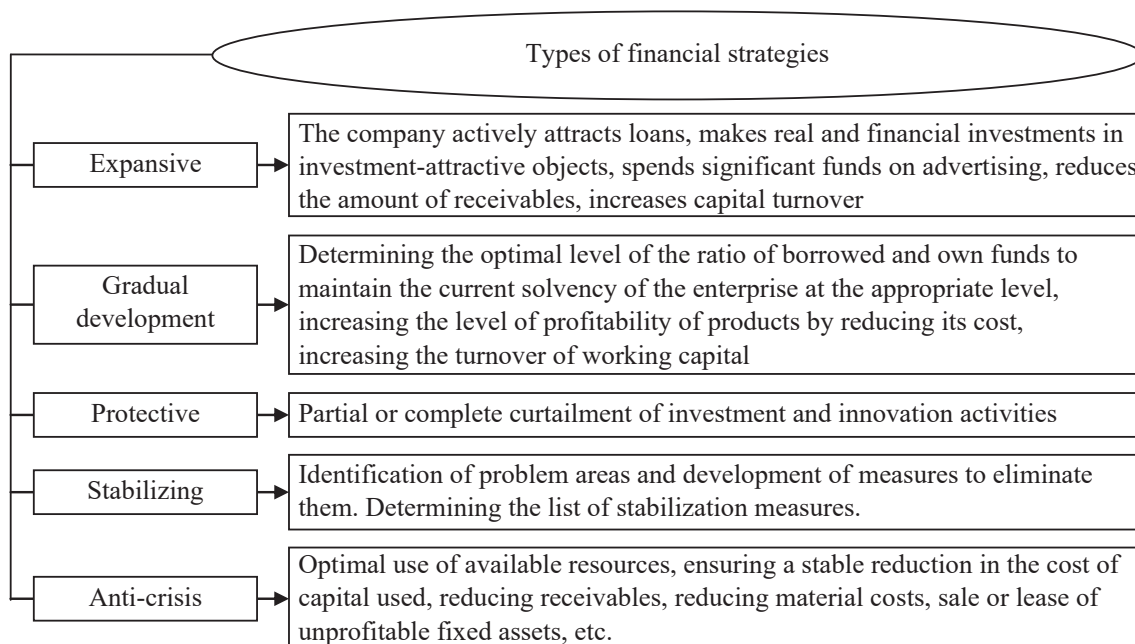 Types of financial strategies
Expansive
The company actively attracts loans, makes real and financial investments in
investment-attractive objects, spends significant funds on advertising, reduces
the amount of receivables, increases capital turnover
Gradual
development
Determining the optimal level of the ratio of borrowed and own funds to
maintain the current solvency of the enterprise at the appropriate level,
increasing the level of profitability of products by reducing its cost,
increasing the turnover of working capital
Protective
Partial or complete curtailment of investment and innovation activities
Stabilizing
Identification of problem areas and development of measures to eliminate
them. Determining the list of stabilization measures.
Anti-crisis
Optimal use of available resources, ensuring a stable reduction in the cost of
capital used, reducing receivables, reducing material costs, sale or lease of
unprofitable fixed assets, etc.